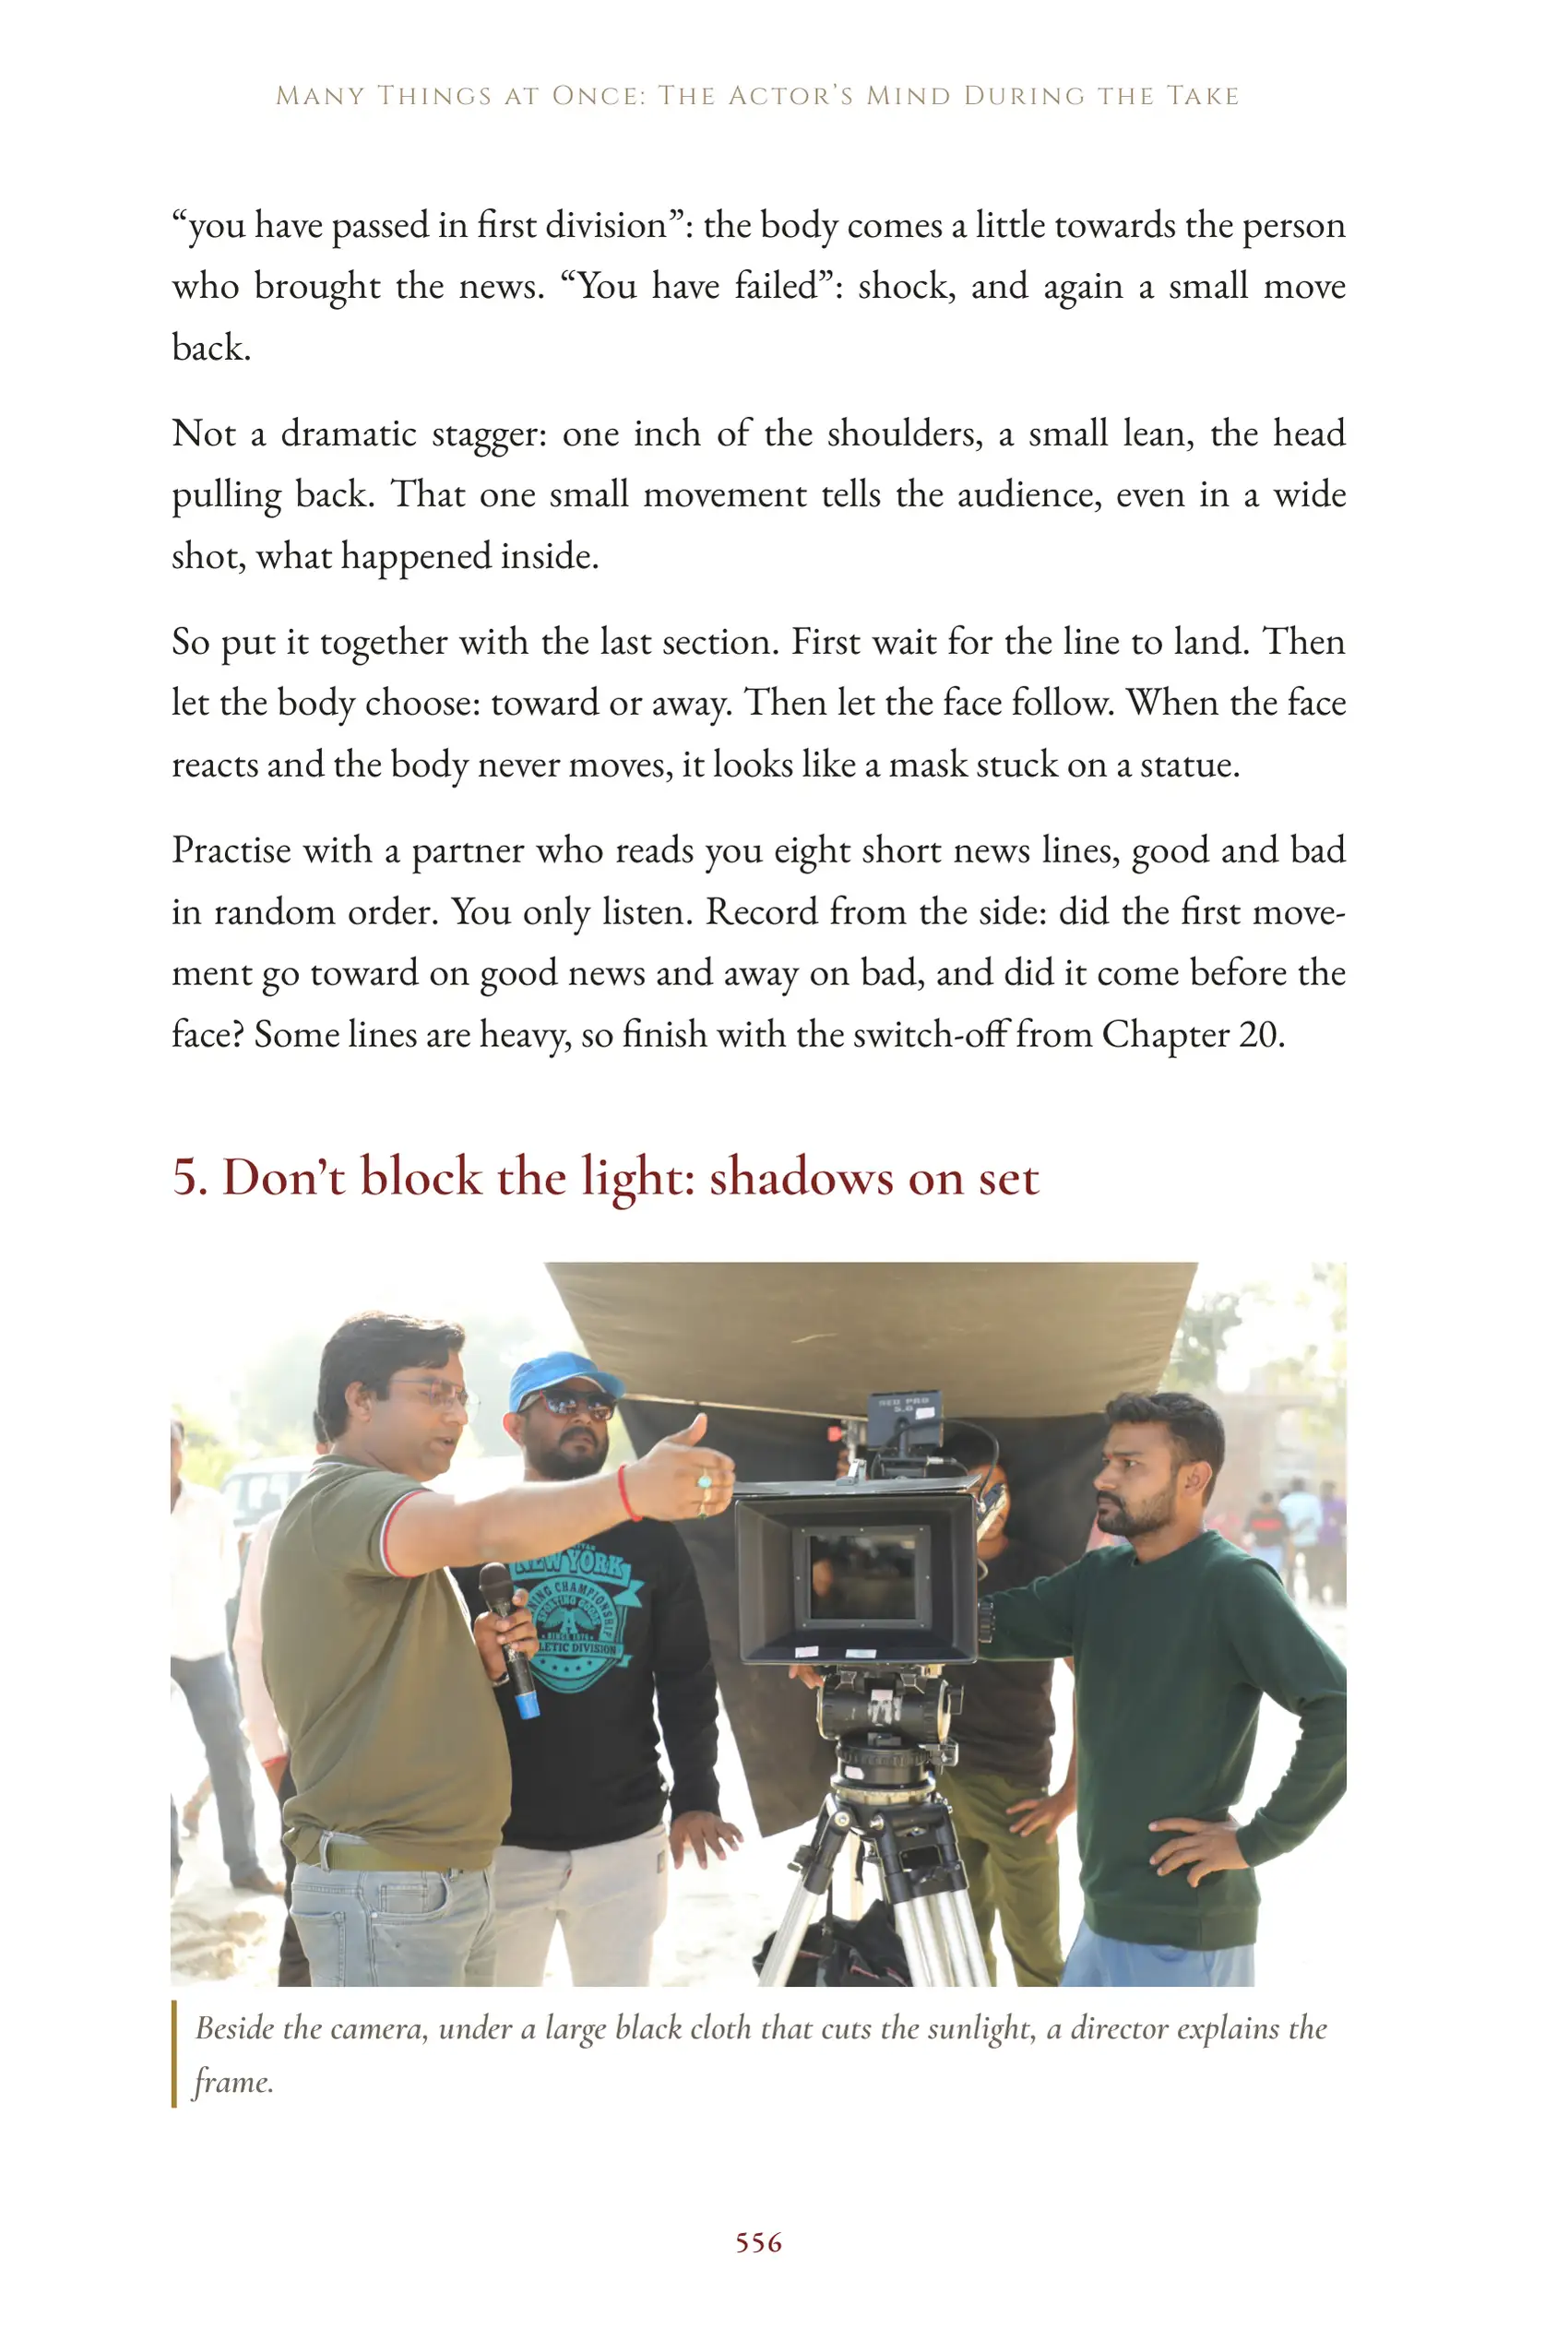 MANY THINGS AT ONCE: THE ACTOR’S MIND DURING THE TAKE
“you have passed in first division”: the body comes a little towards the person
who brought the news. “You have failed”: shock, and again a small move
back.
Not a dramatic stagger: one inch of the shoulders, a small lean, the head
pulling back. That one small movement tells the audience, even in a wide
shot, what happened inside.
So put it together with the last section. First wait for the line to land. Then
let the body choose: toward or away. Then let the face follow. When the face
reacts and the body never moves, it looks like a mask stuck on a statue.
Practise with a partner who reads you eight short news lines, good and bad
in random order. You only listen. Record from the side: did the first move-
ment go toward on good news and away on bad, and did it come before the
face? Some lines are heavy, so finish with the switch-off from Chapter 20.
5. Don’t block the light: shadows on set
NEW YORK
CHAMPIONSHIP
SPORTING GOODS
LETIC DIVISION
Beside the camera, under a large black cloth that cuts the sunlight, a director explains the
frame.
556